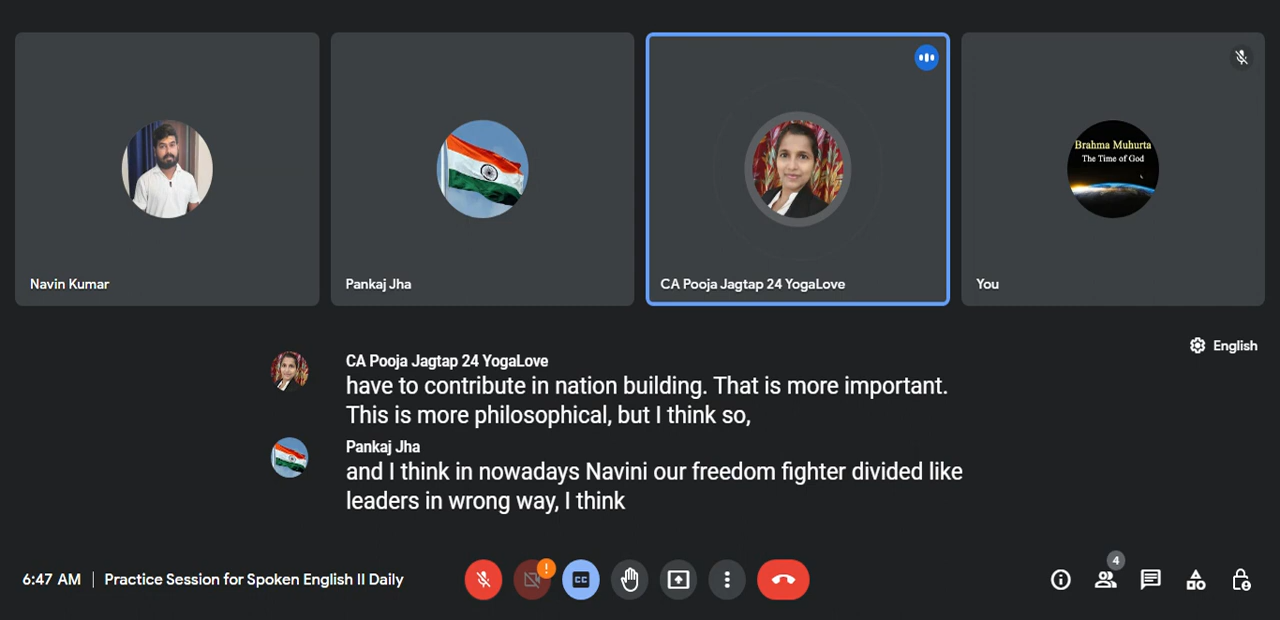 Brahma Muhurta
The Time of God
Navin Kumar
Pankaj Jha
CA Pooja Jagtap 24 YogaLove
You
English
CA Pooja Jagtap 24 YogaLove
have to contribute in nation building. That is more important.
This is more philosophical, but I think so,
Pankaj Jha
and I think in nowadays Navini our freedom fighter divided like
leaders in wrong way, I think
6:47 AM | Practice Session for Spoken English II Daily
!
CC
4